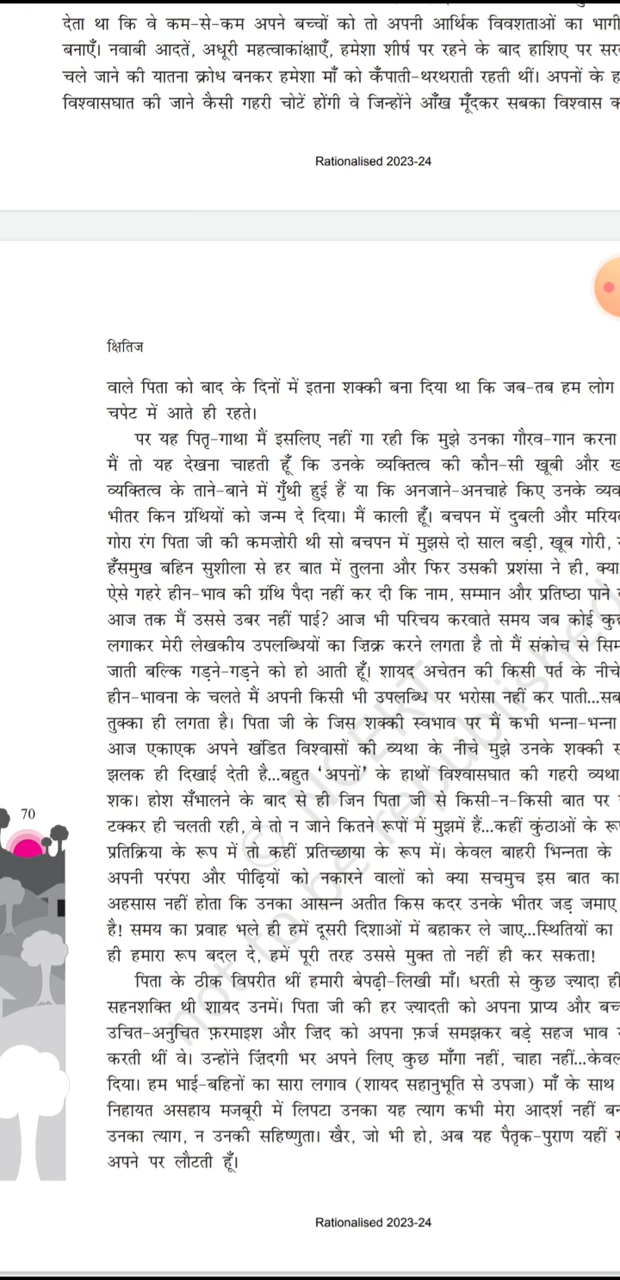 देता था कि वे कम-से-कम अपने बच्चों को तो अपनी आर्थिक विवशताओं का भागी
बनाएँ। नवाबी आदतें, अधूरी महत्वाकांक्षाएँ, हमेशा शीर्ष पर रहने के बाद हाशिए पर
चले जाने की यातना क्रोध बनकर हमेशा माँ को कँपाती-थरथराती रहती थीं। अपनों के
विश्वासघात की जाने कैसी गहरी चोटें होंगी वे जिन्होंने आँख मूँदकर सबका विश्वास
Rationalised 2023-24
क्षितिज
वाले पिता को बाद के दिनों में इतना शक्की बना दिया था कि जब-तब हम लोग
चपेट में आते ही रहते।
पर यह पितृ-गाथा मैं इसलिए नहीं गा रही कि मुझे उनका गौरव-गान करना
मैं तो यह देखना चाहती हूँ कि उनके व्यक्तित्व की कौन-सी खूबी और
व्यक्तित्व के ताने-बाने में गुँथी हुई हैं या कि अनजाने-अनचाहे किए उनके
भीतर किन ग्रंथियों को जन्म दे दिया। मैं काली हूँ। बचपन में दुबली और
गोरा रंग पिता जी की कमज़ोरी थी सो बचपन में मुझसे दो साल बड़ी, खूब गोरी,
हँसमुख बहिन सुशीला से हर बात में तुलना और फिर उसकी प्रशंसा ने ही, क्या
ऐसे गहरे हीन-भाव की ग्रंथि पैदा नहीं कर दी कि नाम, सम्मान और प्रतिष्ठा पाने
आज तक मैं उससे उबर नहीं पाई? आज भी परिचय करवाते समय जब कोई
लगाकर मेरी लेखकीय उपलब्धियों का ज़िक्र करने लगता है तो मैं संकोच से
जाती बल्कि गड़ने-गड़ने को हो आती हूँ। शायद अचेतन की किसी पर्त के नीचे
हीन-भावना के चलते मैं अपनी किसी भी उपलब्धि पर भरोसा नहीं कर पाती...सब
तुक्का ही लगता है। पिता जी के जिस शक्की स्वभाव पर मैं कभी भन्ना-भन्ना
आज एकाएक अपने खंडित विश्वासों की व्यथा के नीचे मुझे उनके शक्की
झलक ही दिखाई देती है...बहुत 'अपनों' के हाथों विश्वासघात की गहरी व्यथा
शक। होश सँभालने के बाद से ही जिन पिता जी से किसी-न-किसी बात पर
70
टक्कर ही चलती रही, वे तो न जाने कितने रूपों में मुझमें हैं...कहीं कुंठाओं के
प्रतिक्रिया के रूप में तो कहीं प्रतिच्छाया के रूप में। केवल बाहरी भिन्नता के
अपनी परंपरा और पीढ़ियों को नकारने वालों को क्या सचमुच इस बात का
अहसास नहीं होता कि उनका आसन्न अतीत किस कदर उनके भीतर जड़ जमाए
है! समय का प्रवाह भले ही हमें दूसरी दिशाओं में बहाकर ले जाए...स्थितियों का
ही हमारा रूप बदल दे, हमें पूरी तरह उससे मुक्त तो नहीं ही कर सकता!
पिता के ठीक विपरीत थीं हमारी बेपढ़ी-लिखी माँ। धरती से कुछ ज़्यादा ही
सहनशक्ति थी शायद उनमें। पिता जी की हर ज़्यादती को अपना प्राप्य और
उचित-अनुचित फ़रमाइश और ज़िद को अपना फ़र्ज समझकर बड़े सहज भाव
करती थीं वे। उन्होंने ज़िंदगी भर अपने लिए कुछ माँगा नहीं, चाहा नहीं...केवल
दिया। हम भाई-बहिनों का सारा लगाव (शायद सहानुभूति से उपजा) माँ के साथ
निहायत असहाय मजबूरी में लिपटा उनका यह त्याग कभी मेरा आदर्श नहीं
उनका त्याग, न उनकी सहिष्णुता। खैर, जो भी हो, अब यह पैतृक-पुराण यहीं
अपने पर लौटती हूँ।
© NCERT
not to be republished
Rationalised 2023-24